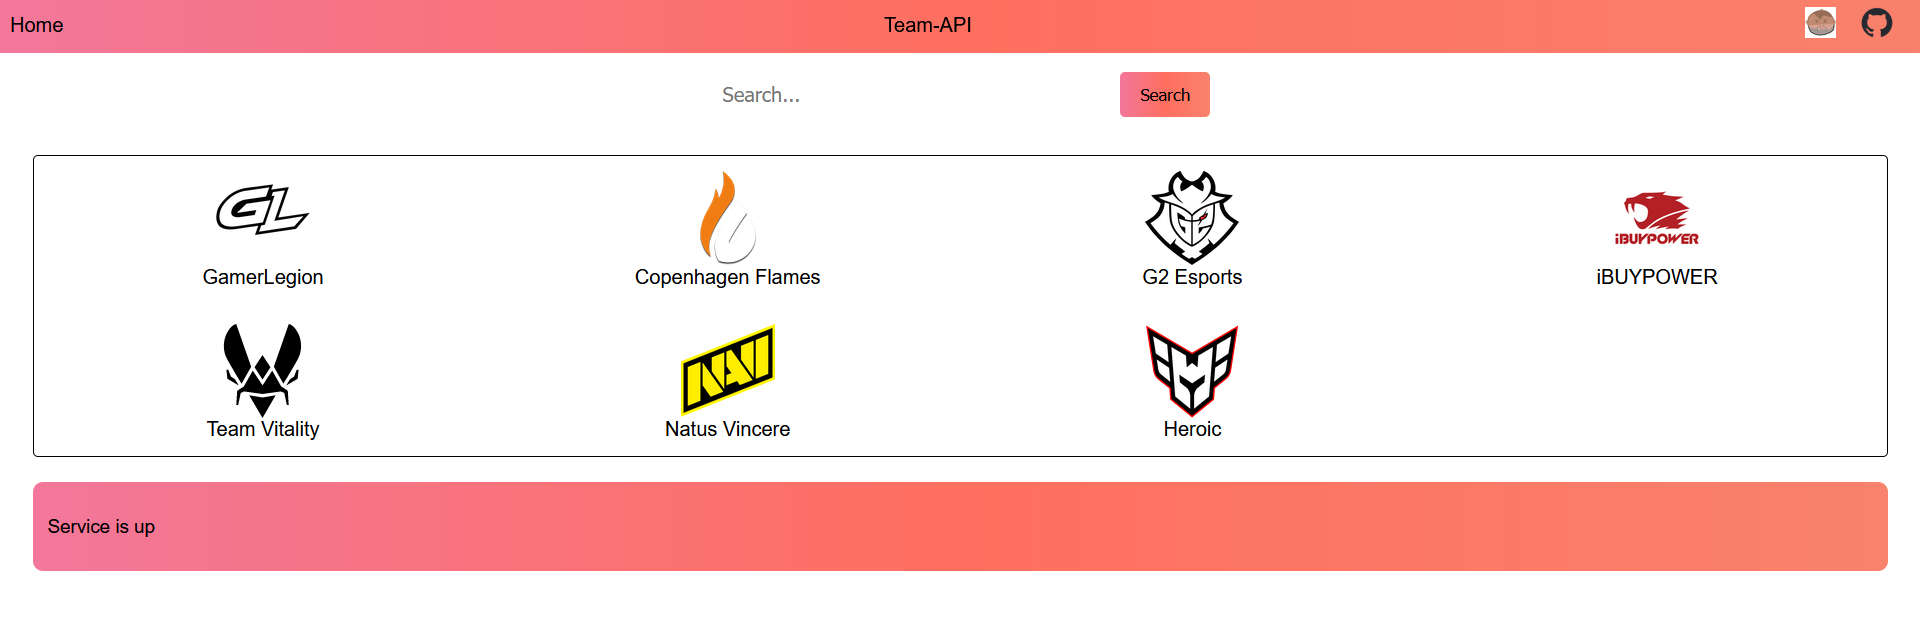 Home
Team-API
Search...
Search
GL
GamerLegion
Copenhagen Flames
G2 Esports
iBUYPOWER
iBUYPOWER
Team Vitality
NAVI
Natus Vincere
Heroic
Service is up